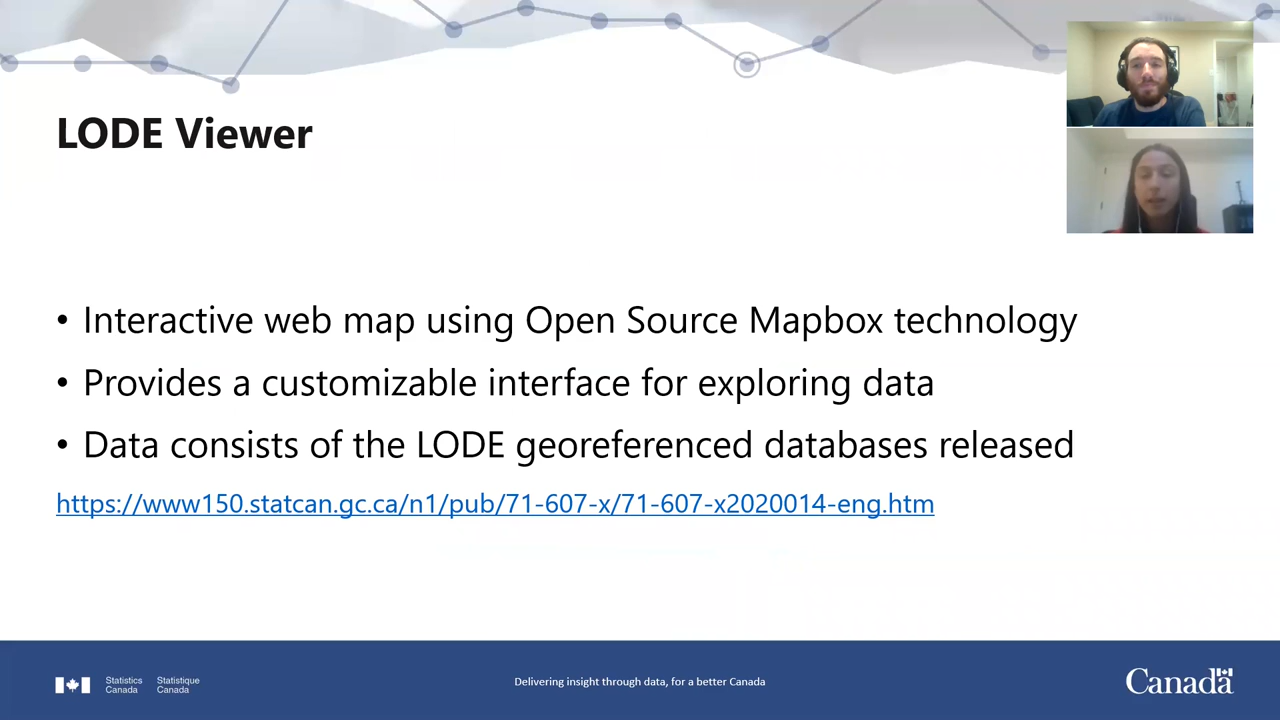 LODE Viewer
• Interactive web map using Open Source Mapbox technology
• Provides a customizable interface for exploring data
• Data consists of the LODE georeferenced databases released
https://www150.statcan.gc.ca/n1/pub/71-607-x/71-607-x2020014-eng.htm
Statistics Canada
Statistique Canada
Delivering insight through data, for a better Canada
Canada